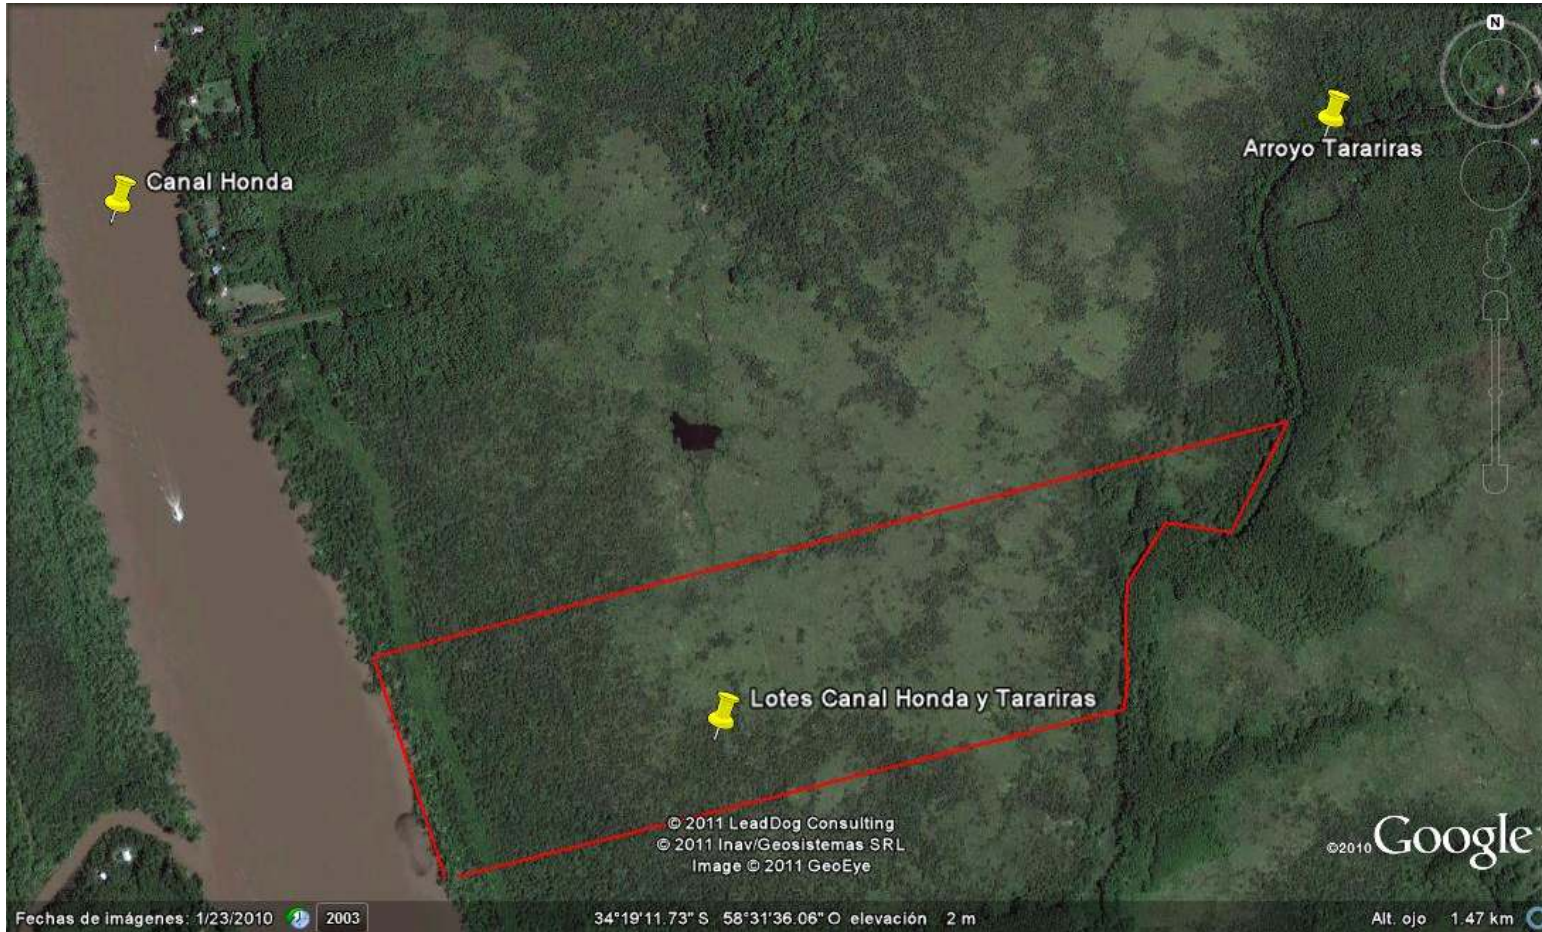 N
Arroyo Tarariras
Canal Honda
Lotes Canal Honda y Tarariras
© 2011 LeadDog Consulting
© 2011 Inav/Geosistemas SRL
Image © 2011 GeoEye
©2010 Google
Fechas de imágenes: 1/23/2010 2003 34°19'11.73" S 58°31'36.06" O elevación 2 m Alt. ojo 1.47 km